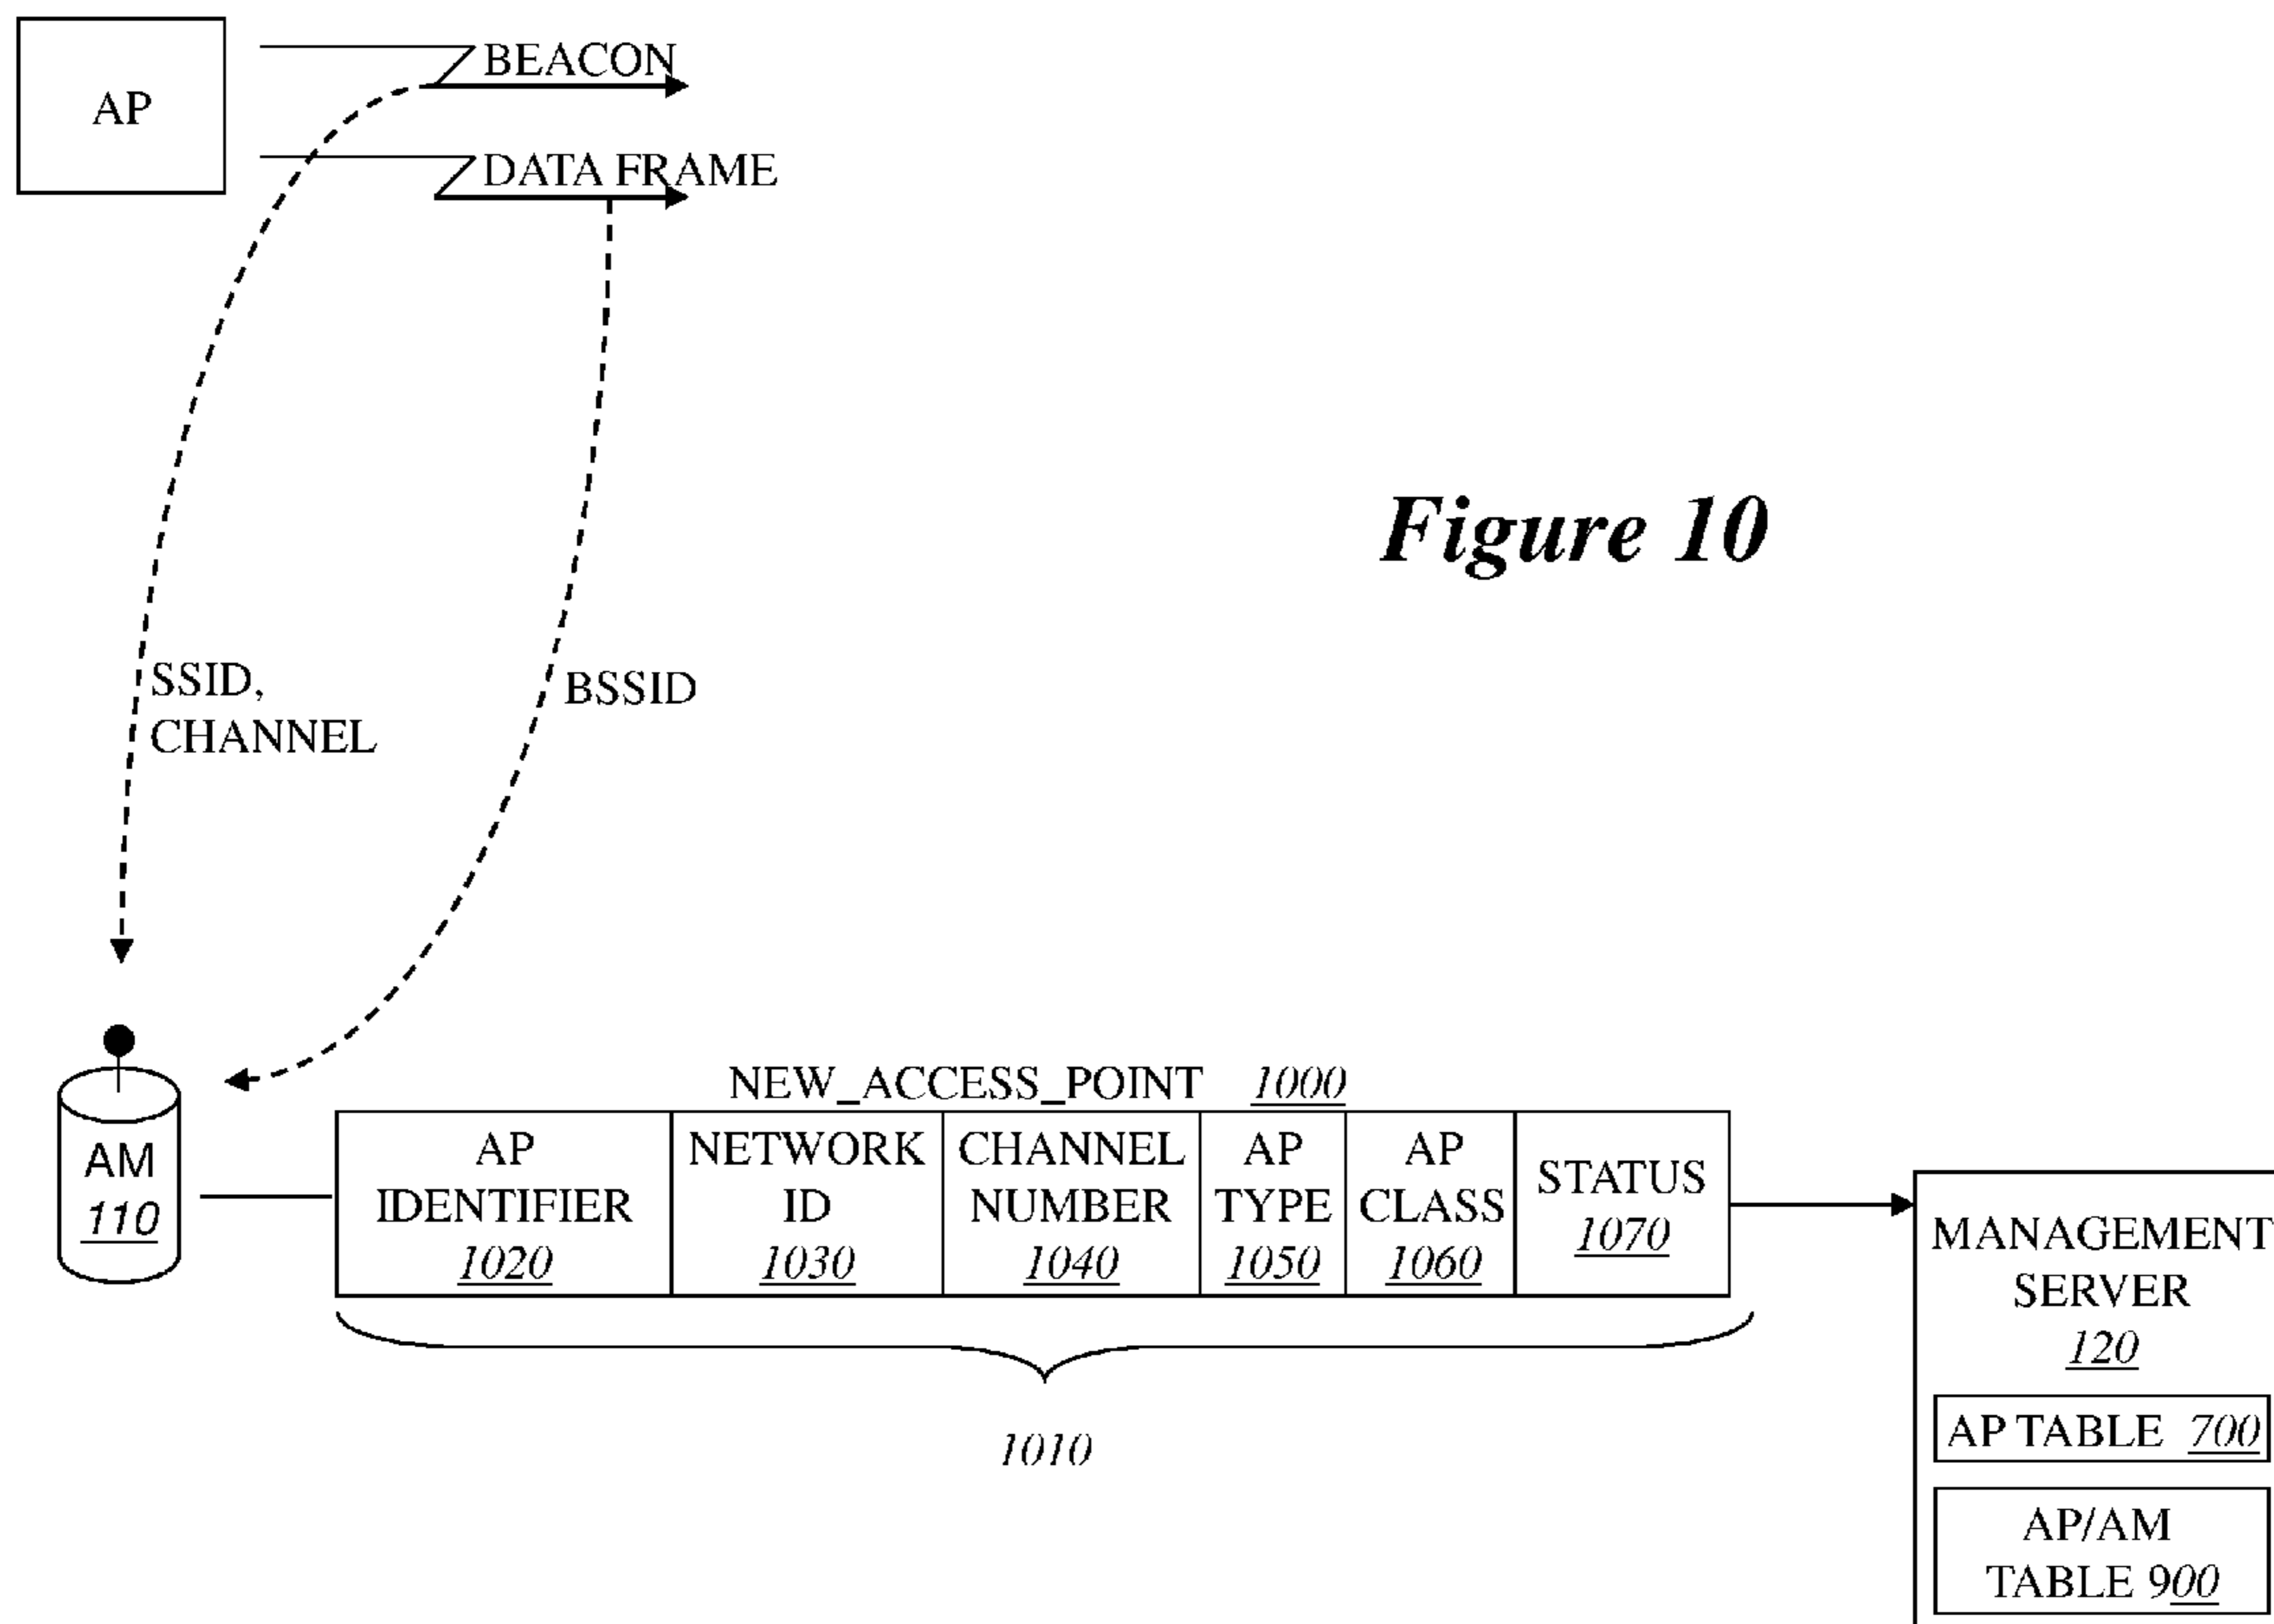 AP
BEACON
DATA FRAME
Figure 10
SSID,
CHANNEL
BSSID
NEW_ACCESS_POINT 1000
AM
110
AP
IDENTIFIER
1020
NETWORK
ID
1030
CHANNEL
NUMBER
1040
AP
TYPE
1050
AP
CLASS
1060
STATUS
1070
1010
MANAGEMENT
SERVER
120
AP TABLE 700
AP/AM
TABLE 900